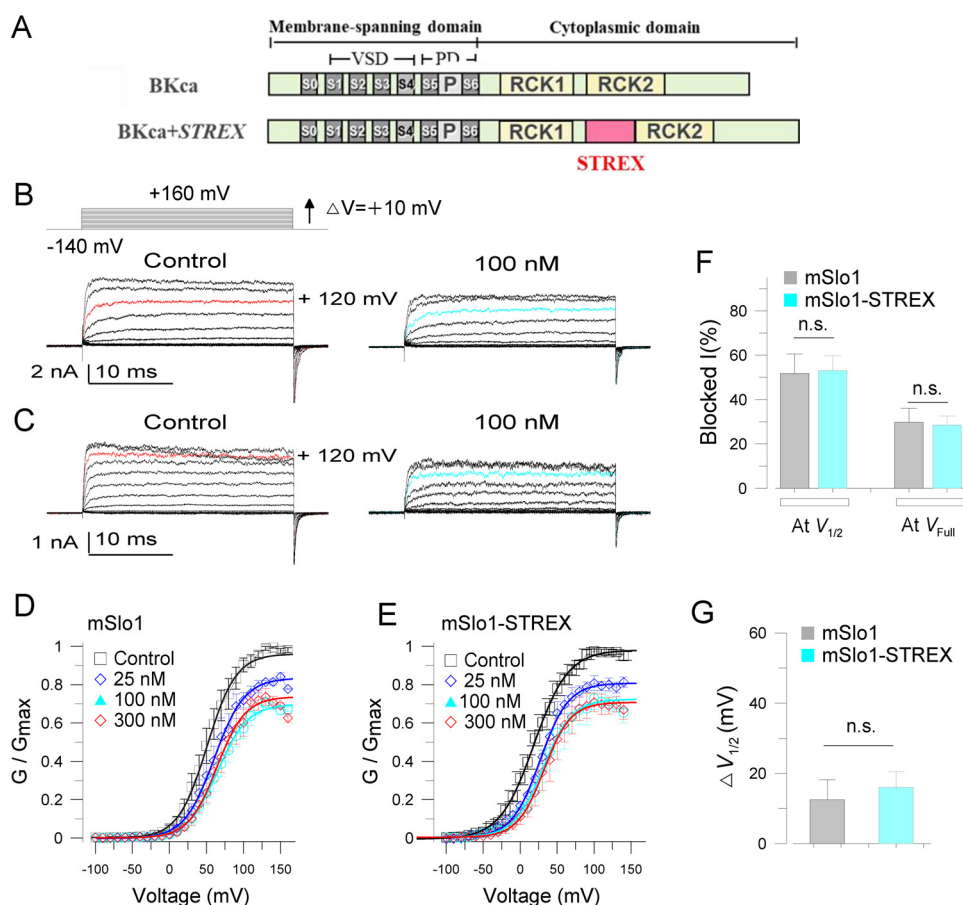 A
Membrane-spanning domain Cytoplasmic domain
VSD PD
BKca S0 S1 S2 S3 S4 S5 P S6 RCK1 RCK2
BKca+STREX S0 S1 S2 S3 S4 S5 P S6 RCK1 RCK2
STREX
B
+160 mV
△V=+10 mV
-140 mV
Control 100 nM
+ 120 mV
2 nA 10 ms
C
Control 100 nM
+ 120 mV
1 nA 10 ms
D
mSlo1
Control
25 nM
100 nM
300 nM
G / Gmax
1
0.8
0.6
0.4
0.2
0
-100 -50 0 50 100 150
Voltage (mV)
E
mSlo1-STREX
Control
25 nM
100 nM
300 nM
G / Gmax
1
0.8
0.6
0.4
0.2
0
-100 -50 0 50 100 150
Voltage (mV)
F
mSlo1
mSlo1-STREX
n.s.
n.s.
Blocked I(%)
80
60
40
20
0
At V1/2 At VFull
G
mSlo1
mSlo1-STREX
n.s.
△ V1/2 (mV)
60
40
20
0